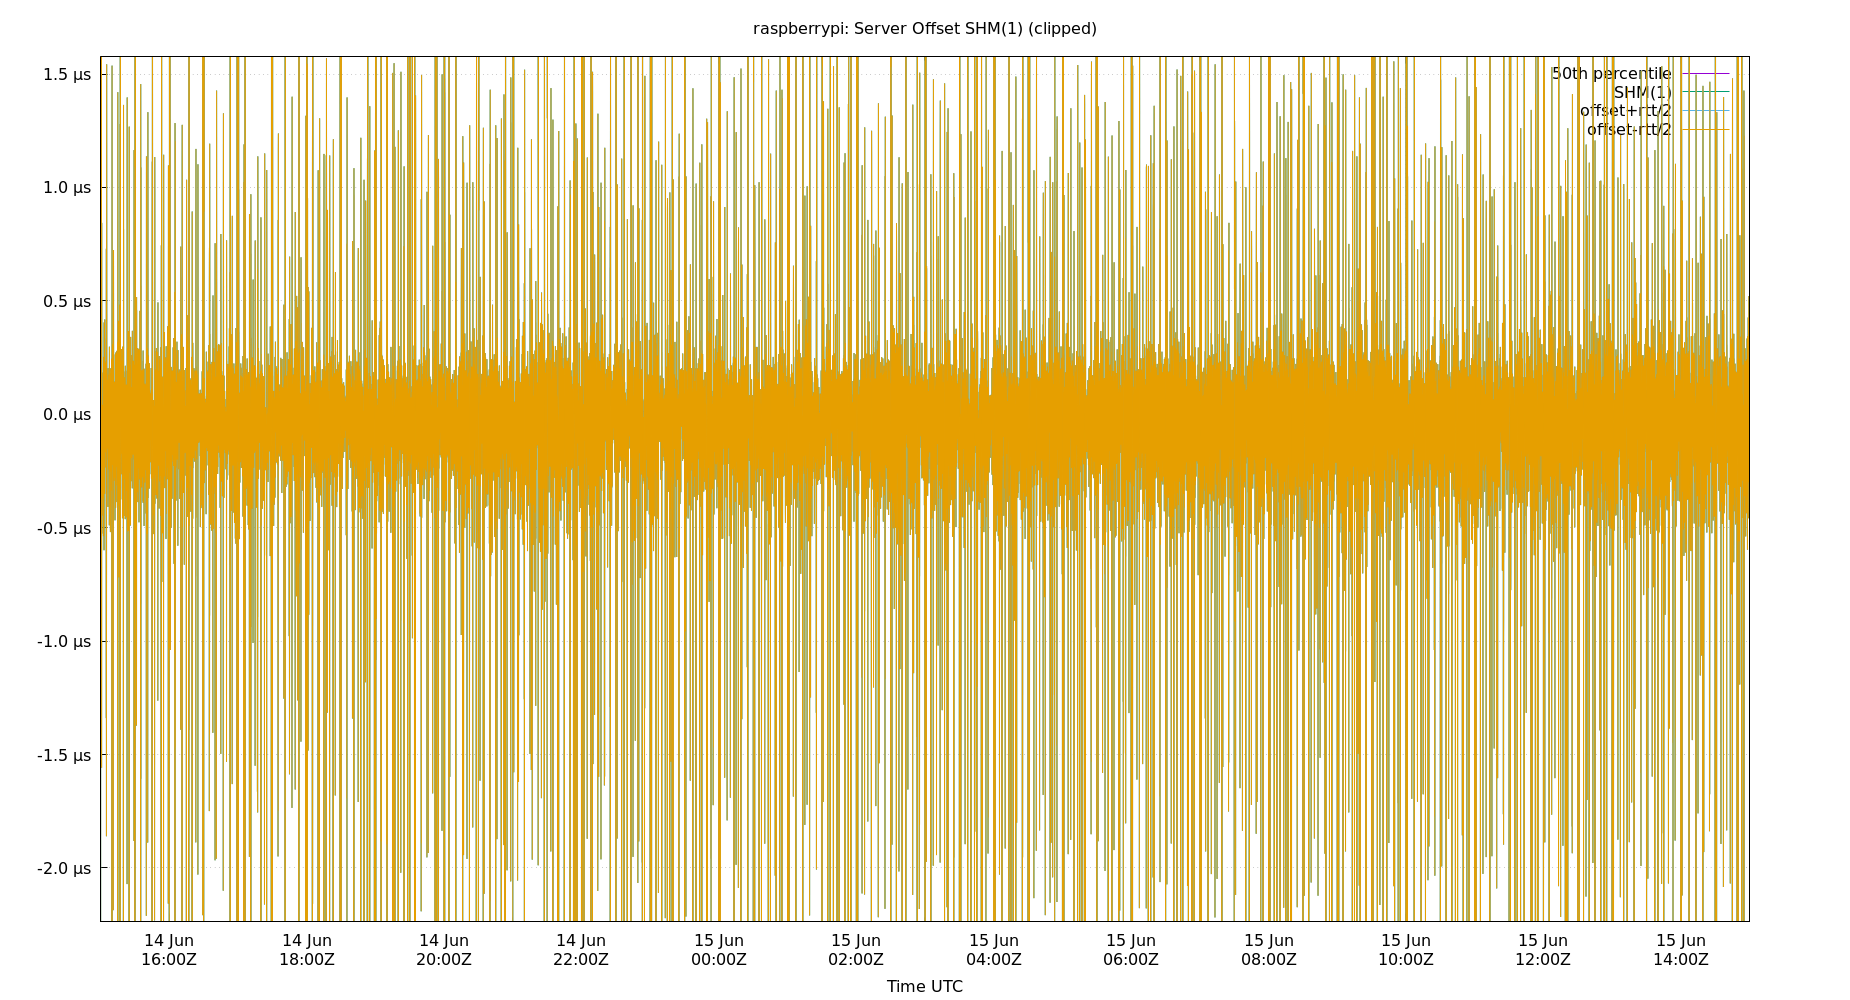 raspberrypi: Server Offset SHM(1) (clipped)
1.5 µs
1.0 µs
0.5 µs
0.0 µs
-0.5 µs
-1.0 µs
-1.5 µs
-2.0 µs
50th percentile
SHM(1)
offset+rtt/2
offset-rtt/2
14 Jun 14 Jun 14 Jun 14 Jun 15 Jun 15 Jun 15 Jun 15 Jun 15 Jun 15 Jun 15 Jun 15 Jun
16:00Z 18:00Z 20:00Z 22:00Z 00:00Z 02:00Z 04:00Z 06:00Z 08:00Z 10:00Z 12:00Z 14:00Z
Time UTC